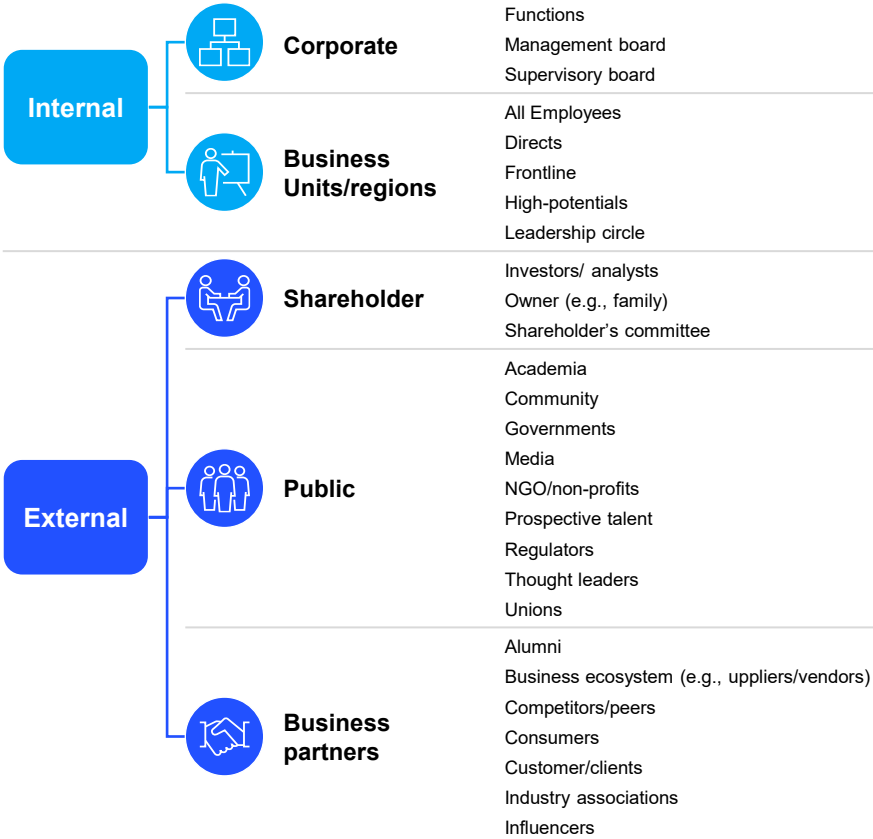 Internal
Corporate
Functions
Management board
Supervisory board
Business
Units/regions
All Employees
Directs
Frontline
High-potentials
Leadership circle
External
Shareholder
Investors/ analysts
Owner (e.g., family)
Shareholder’s committee
Public
Academia
Community
Governments
Media
NGO/non-profits
Prospective talent
Regulators
Thought leaders
Unions
Business
partners
Alumni
Business ecosystem (e.g., uppliers/vendors)
Competitors/peers
Consumers
Customer/clients
Industry associations
Influencers